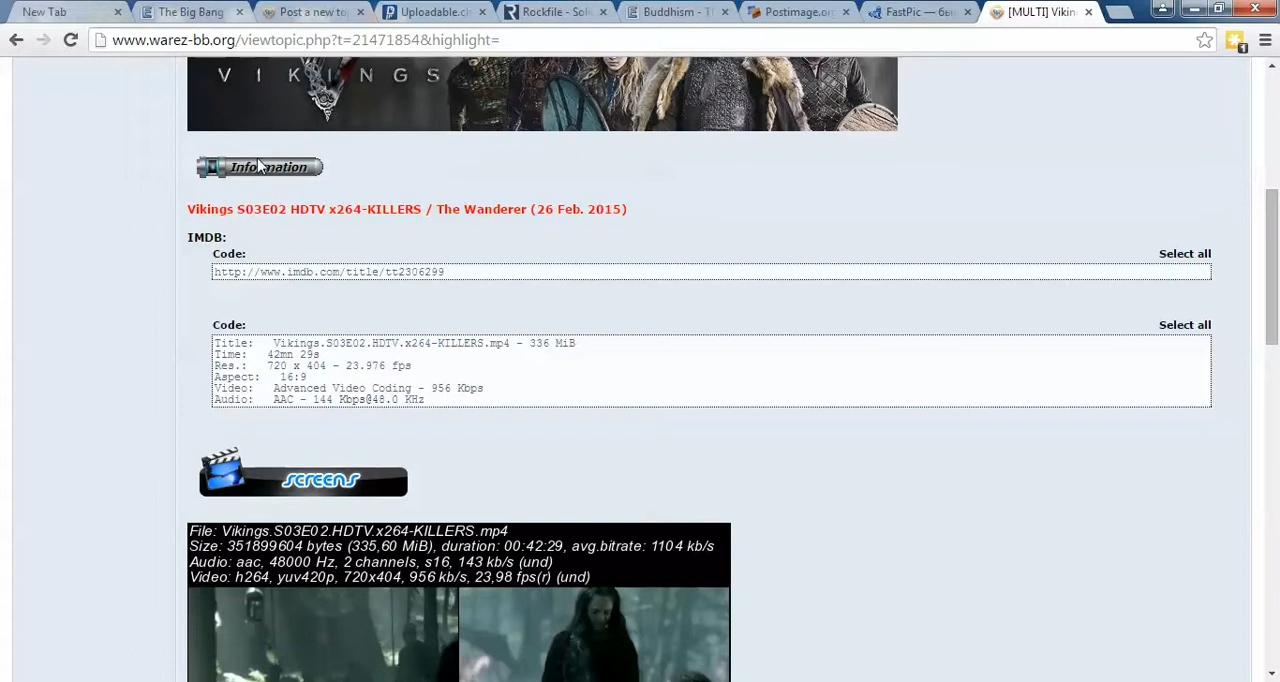 New Tab
The Big Bang
Post a new to
Uploadable.c
Rockfile - So
Buddhism - T
Postimage.or
FastPic — бы
[MULTI] Viki
www.warez-bb.org/viewtopic.php?t=21471854&highlight=
1
VIKINGS
Information
Vikings S03E02 HDTV x264-KILLERS / The Wanderer (26 Feb. 2015)
IMDB:
Code: Select all
http://www.imdb.com/title/tt2306299
Code: Select all
Title: Vikings.S03E02.HDTV.x264-KILLERS.mp4 - 336 MiB
Time: 42mn 29s
Res.: 720 x 404 - 23.976 fps
Aspect: 16:9
Video: Advanced Video Coding - 956 Kbps
Audio: AAC - 144 Kbps@48.0 KHz
SCREENS
File: Vikings.S03E02.HDTV.x264-KILLERS.mp4
Size: 351899604 bytes (335,60 MiB), duration: 00:42:29, avg.bitrate: 1104 kb/s
Audio: aac, 48000 Hz, 2 channels, s16, 143 kb/s (und)
Video: h264, yuv420p, 720x404, 956 kb/s, 23,98 fps(r) (und)